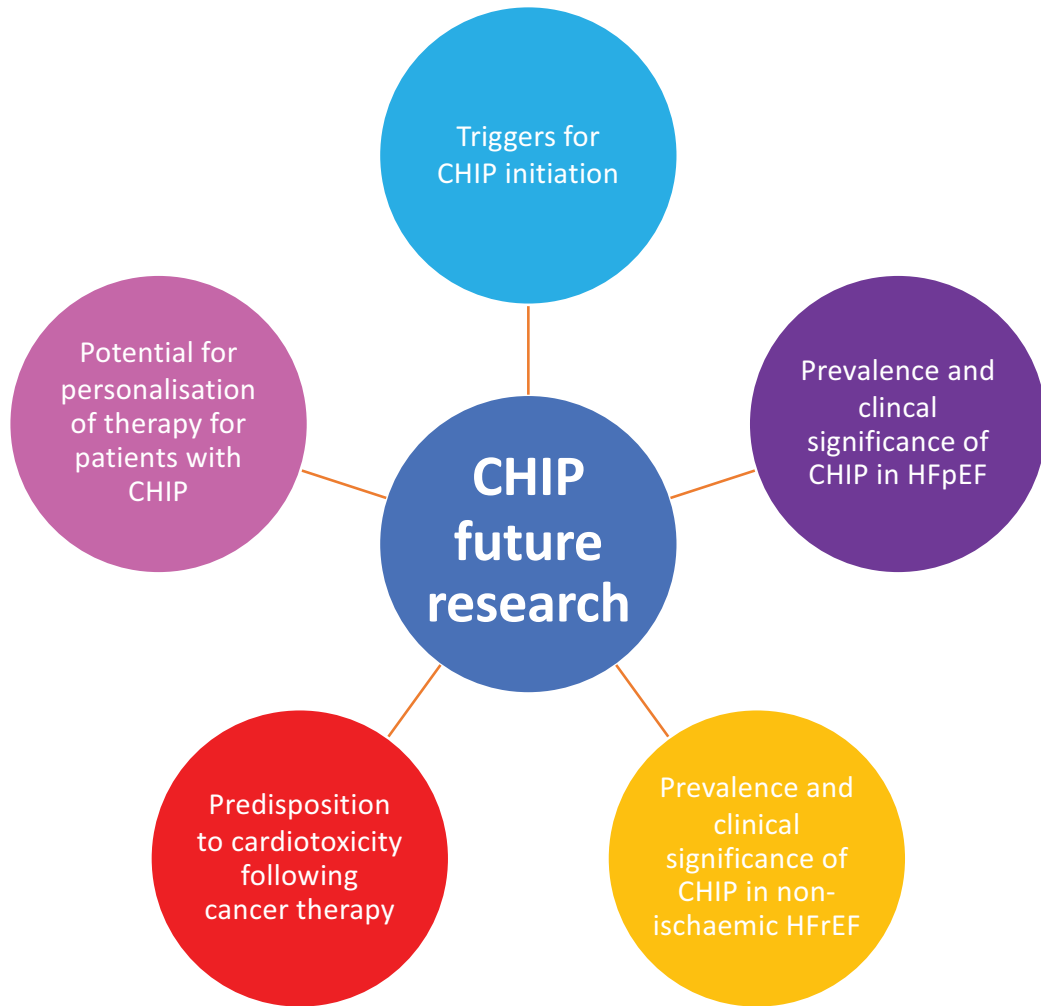 Triggers for
CHIP initiation
Prevalence and
clincal
significance of
CHIP in HFpEF
Prevalence and
clinical
significance of
CHIP in non-
ischaemic HFrEF
Predisposition
to cardiotoxicity
following
cancer therapy
Potential for
personalisation
of therapy for
patients with
CHIP
CHIP
future
research